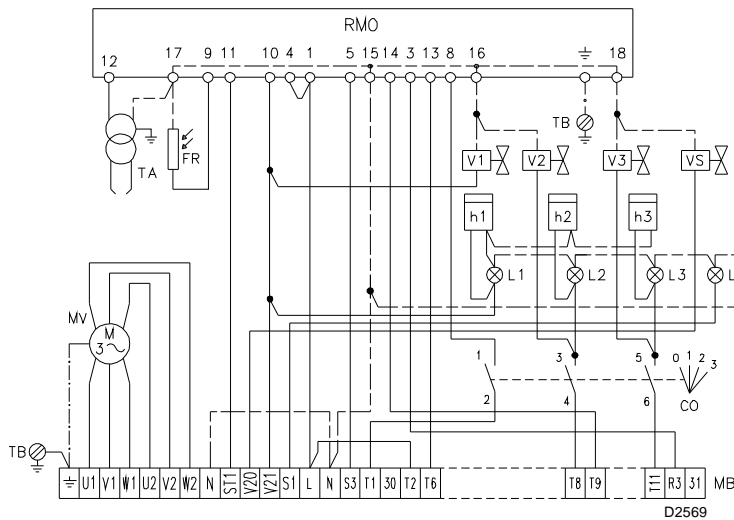 RMO
12 17 9 11 10 4 1 5 15 14 3 13 8 16 18
TB
FR
TA
V1 V2 V3 VS
h1 h2 h3
L1 L2 L3 L
MV
M
3
1 3 5 0 1 2 3
2 4 6 CO
TB
U1 V1 W1 U2 V2 W2 N ST1 V20 V21 S1 L N S3 T1 30 T2 T6 T8 T9 T11 R3 31 MB
D2569